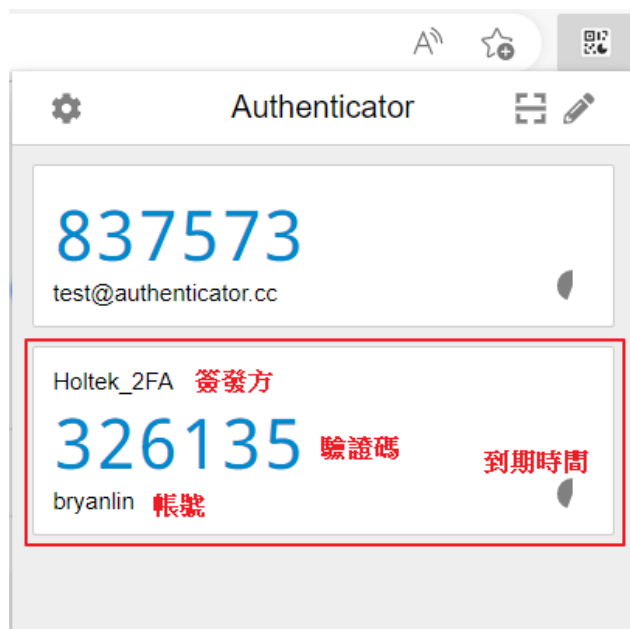 Authenticator
837573
test@authenticator.cc
Holtek_2FA 簽發方
326135 驗證碼 到期時間
bryanlin 帳號